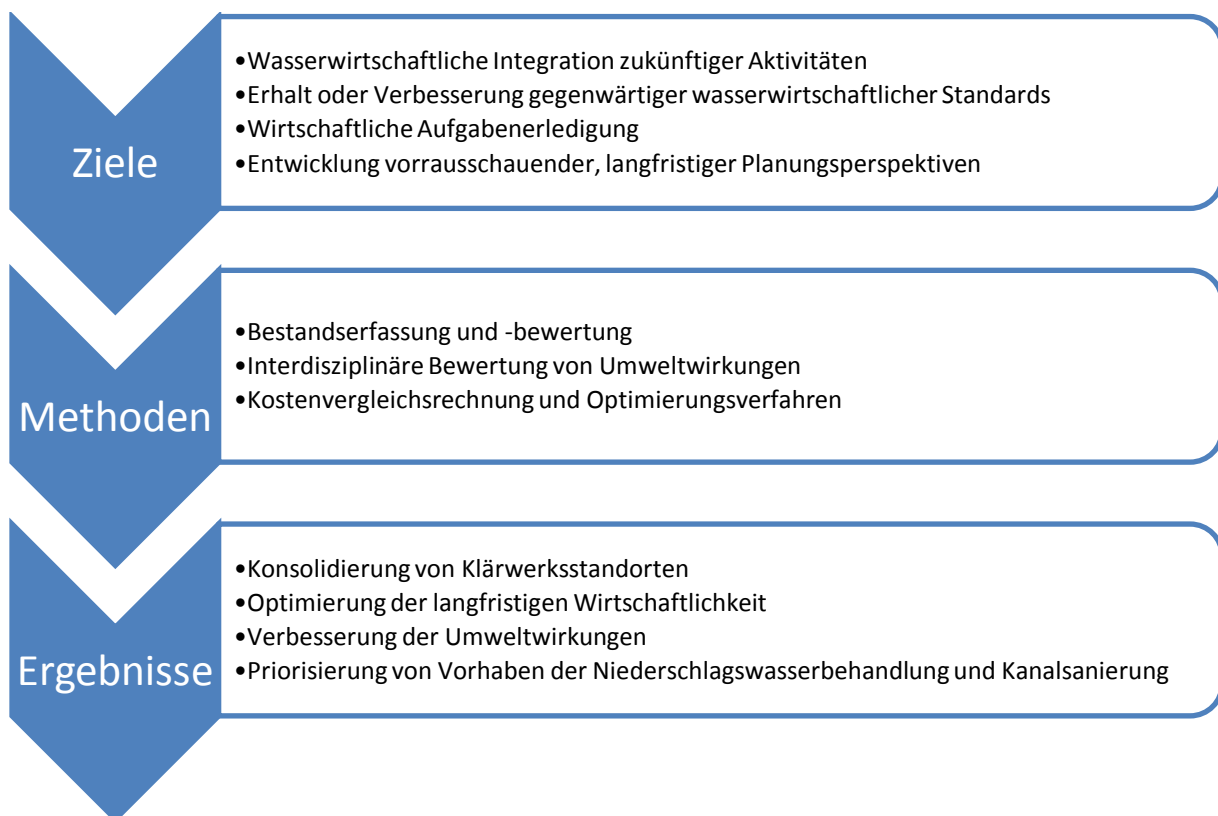 Ziele
•Wasserwirtschaftliche Integration zukünftiger Aktivitäten
•Erhalt oder Verbesserung gegenwärtiger wasserwirtschaftlicher Standards
•Wirtschaftliche Aufgabenerledigung
•Entwicklung vorrausschauender, langfristiger Planungsperspektiven
Methoden
•Bestandserfassung und -bewertung
•Interdisziplinäre Bewertung von Umweltwirkungen
•Kostenvergleichsrechnung und Optimierungsverfahren
Ergebnisse
•Konsolidierung von Klärwerksstandorten
•Optimierung der langfristigen Wirtschaftlichkeit
•Verbesserung der Umweltwirkungen
•Priorisierung von Vorhaben der Niederschlagswasserbehandlung und Kanalsanierung